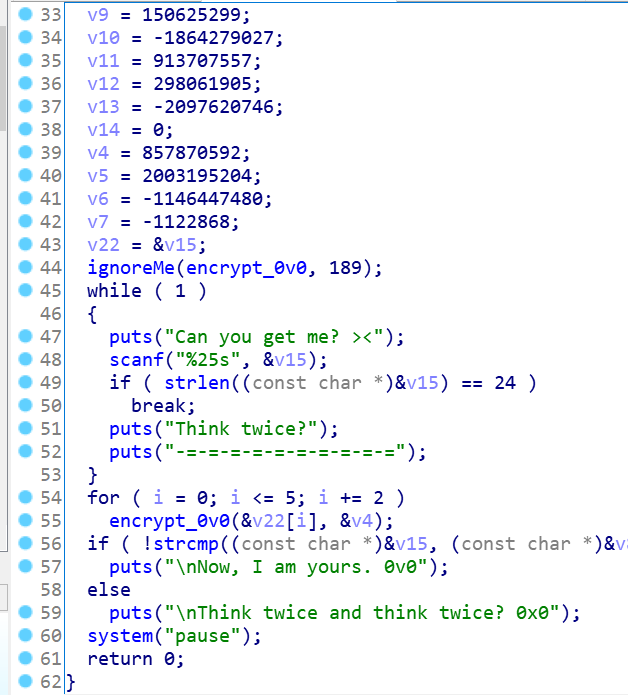 33 v9 = 150625299;
34 v10 = -1864279027;
35 v11 = 913707557;
36 v12 = 298061905;
37 v13 = -2097620746;
38 v14 = 0;
39 v4 = 857870592;
40 v5 = 2003195204;
41 v6 = -1146447480;
42 v7 = -1122868;
43 v22 = &v15;
44 ignoreMe(encrypt_0v0, 189);
45 while ( 1 )
46 {
47 puts("Can you get me? ><");
48 scanf("%25s", &v15);
49 if ( strlen((const char *)&v15) == 24 )
50 break;
51 puts("Think twice?");
52 puts("-=-=-=-=-=-=-=-=-=-=");
53 }
54 for ( i = 0; i <= 5; i += 2 )
55 encrypt_0v0(&v22[i], &v4);
56 if ( !strcmp((const char *)&v15, (const char *)&v
57 puts("\nNow, I am yours. 0v0");
58 else
59 puts("\nThink twice and think twice? 0x0");
60 system("pause");
61 return 0;
62 }